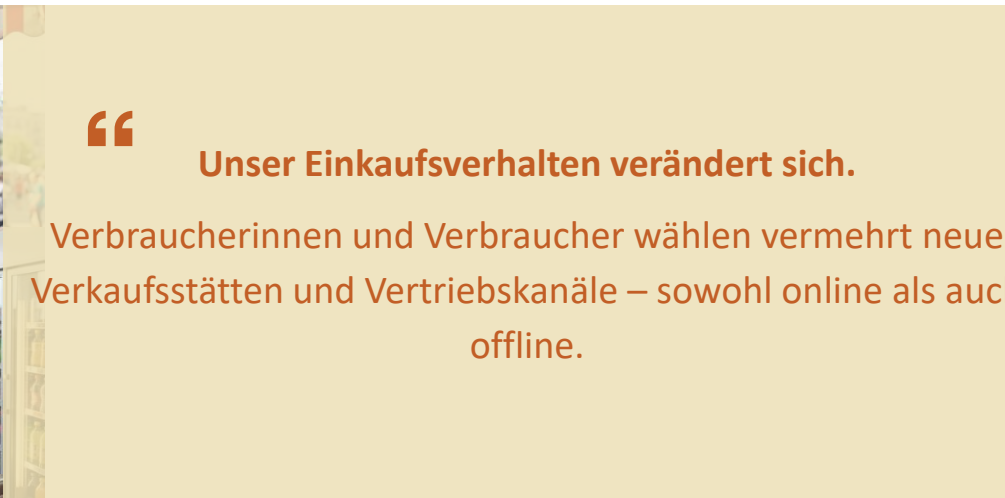 “
Unser Einkaufsverhalten verändert sich.
Verbraucherinnen und Verbraucher wählen vermehrt neue
Verkaufsstätten und Vertriebskanäle – sowohl online als auc
offline.